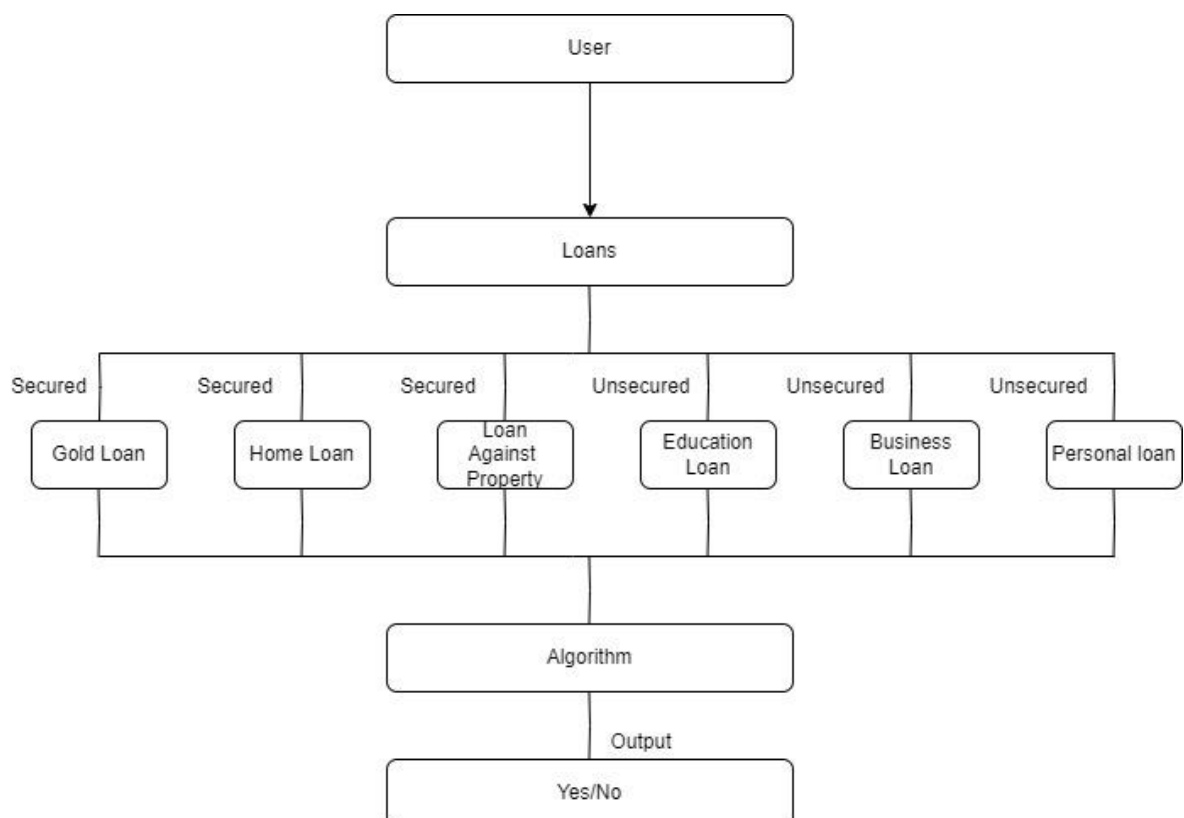 User
Loans
Secured
Secured
Secured
Unsecured
Unsecured
Unsecured
Gold Loan
Home Loan
Loan
Against
Property
Education
Loan
Business
Loan
Personal loan
Algorithm
Output
Yes/No